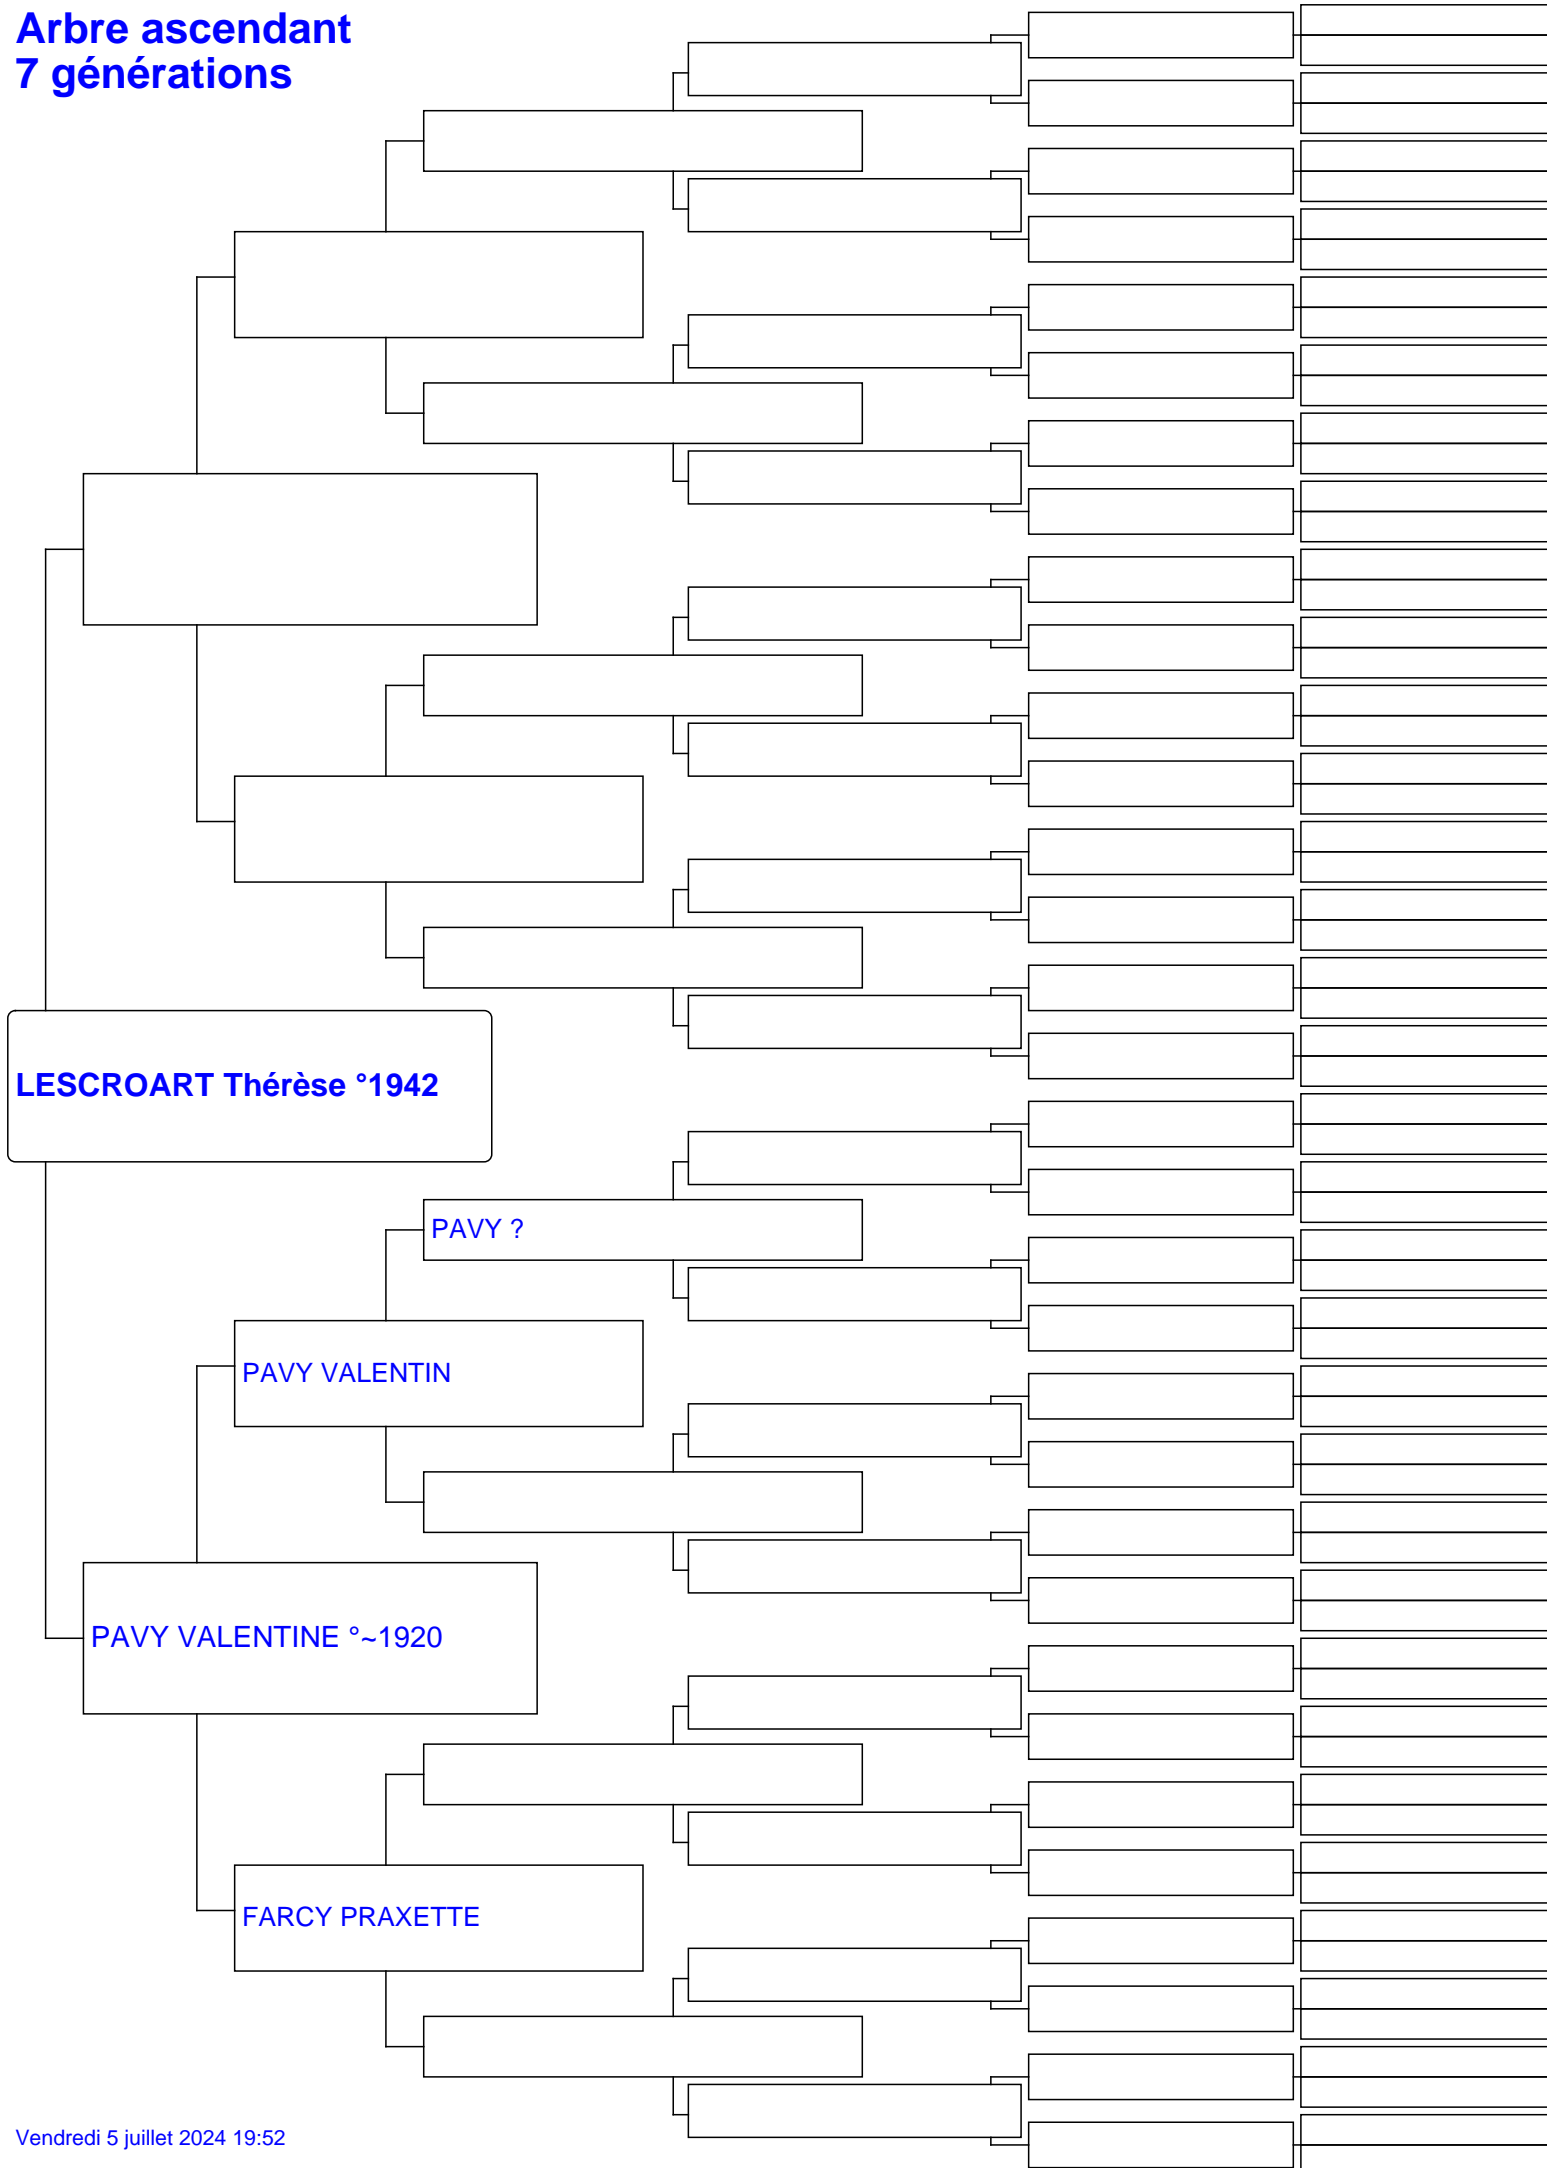 Arbre ascendant
7 générations
LESCROART Thérèse °1942
PAVY ?
PAVY VALENTIN
PAVY VALENTINE °~1920
FARCY PRAXETTE
Vendredi 5 juillet 2024 19:52